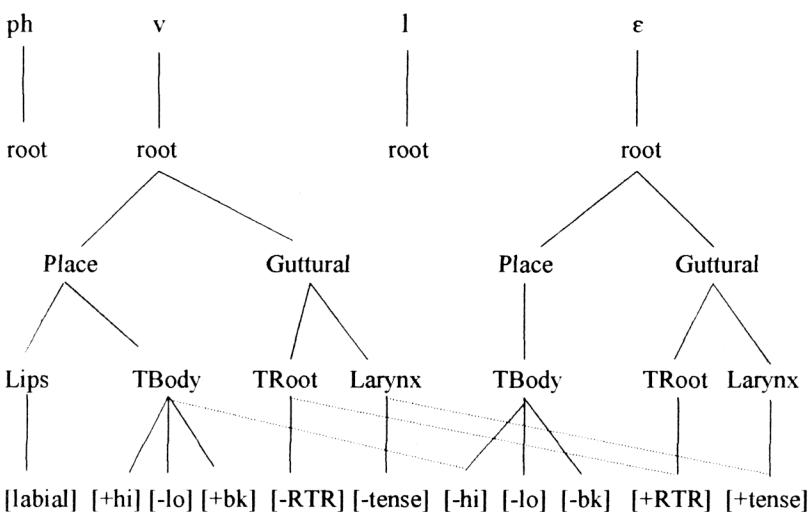 ph v l ε
root root root root
Place Guttural Place Guttural
Lips TBody TRoot Larynx TBody TRoot Larynx
[labial] [+hi] [-lo] [+bk] [-RTR] [-tense] [-hi] [-lo] [-bk] [+RTR] [+tense]